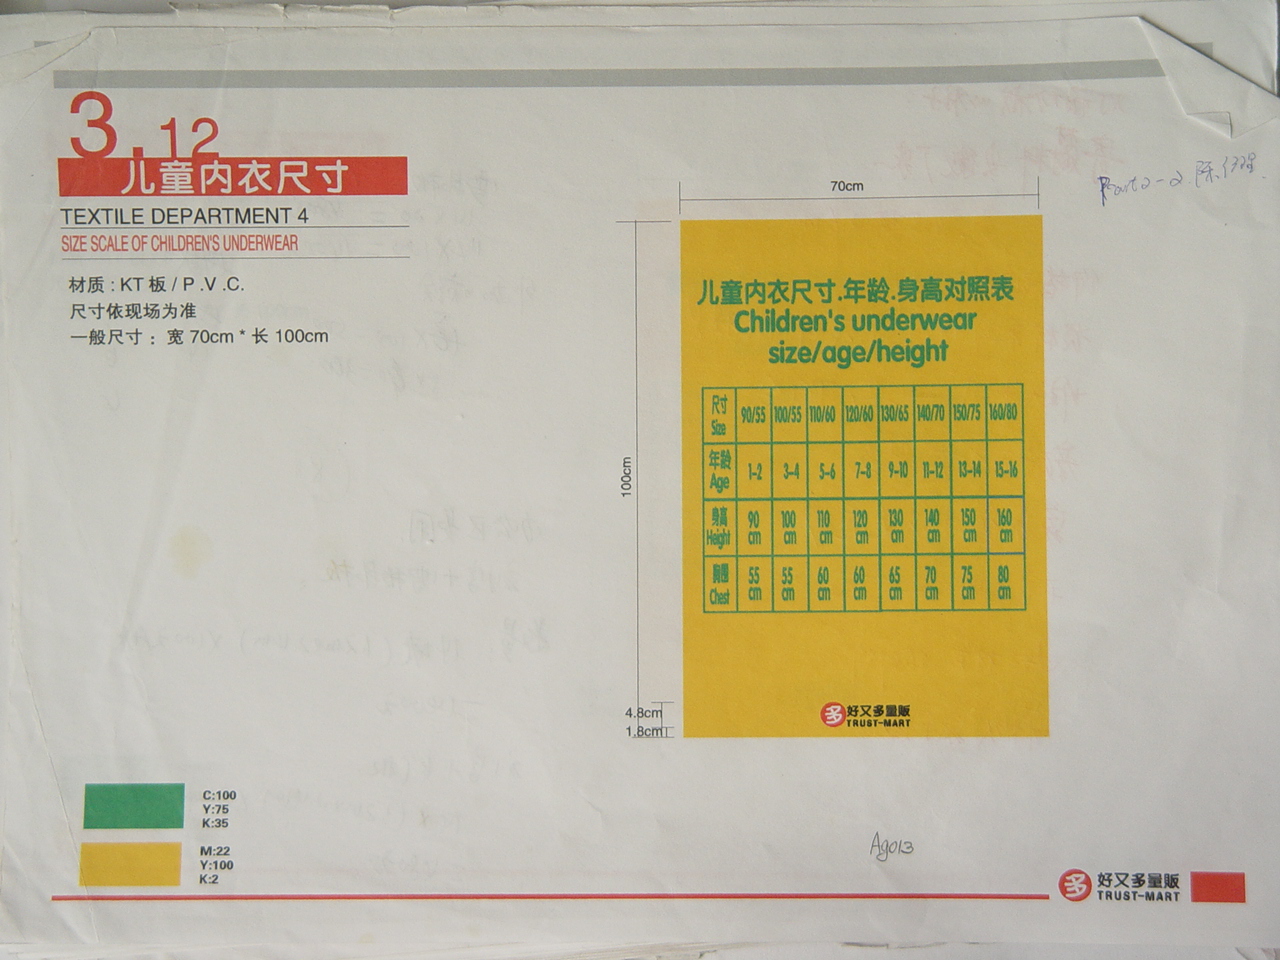 3.12
儿童内衣尺寸
TEXTILE DEPARTMENT 4
SIZE SCALE OF CHILDREN'S UNDERWEAR
材质 : KT 板 / P .V .C.
尺寸依现场为准
一般尺寸 : 宽 70cm * 长 100cm
Part 2-2
70cm
100cm
儿童内衣尺寸.年龄.身高对照表
Children's underwear
size/age/height
尺寸 Size 90/55 100/55 110/60 120/60 130/65 140/70 150/75 160/80
年龄 Age 1-2 3-4 5-6 7-8 9-10 11-12 13-14 15-16
身高 Height 90 cm 100 cm 110 cm 120 cm 130 cm 140 cm 150 cm 160 cm
胸围 Chest 55 cm 55 cm 60 cm 60 cm 65 cm 70 cm 75 cm 80 cm
4.8cm
1.8cm
多 好又多量販
TRUST-MART
C:100
Y:75
K:35
M:22
Y:100
K:2
Ag013
多 好又多量販
TRUST-MART